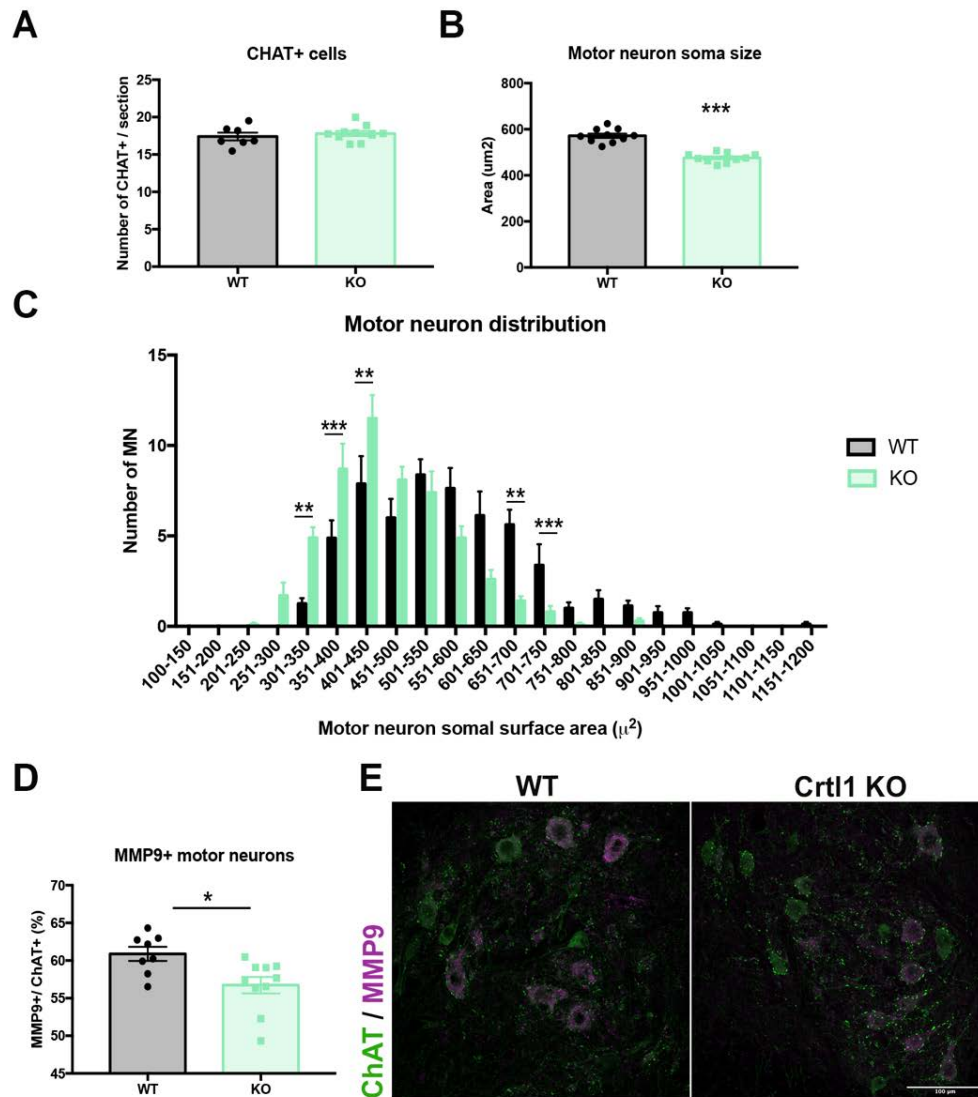 A
CHAT+ cells
Number of CHAT+ / section
25
20
15
10
5
0
WT
KO
B
Motor neuron soma size
Area (um2)
800
600
400
200
0
***
WT
KO
C
Motor neuron distribution
Number of MN
15
10
5
0
**
***
**
**
***
WT
KO
100-150
151-200
201-250
251-300
301-350
351-400
401-450
451-500
501-550
551-600
601-650
651-700
701-750
751-800
801-850
851-900
901-950
951-1000
1001-1050
1051-1100
1101-1150
1151-1200
Motor neuron somal surface area (μ²)
D
MMP9+ motor neurons
MMP9+/ ChAT+ (%)
70
65
60
55
50
45
*
WT
KO
E
WT
Crtl1 KO
ChAT / MMP9
100 µm